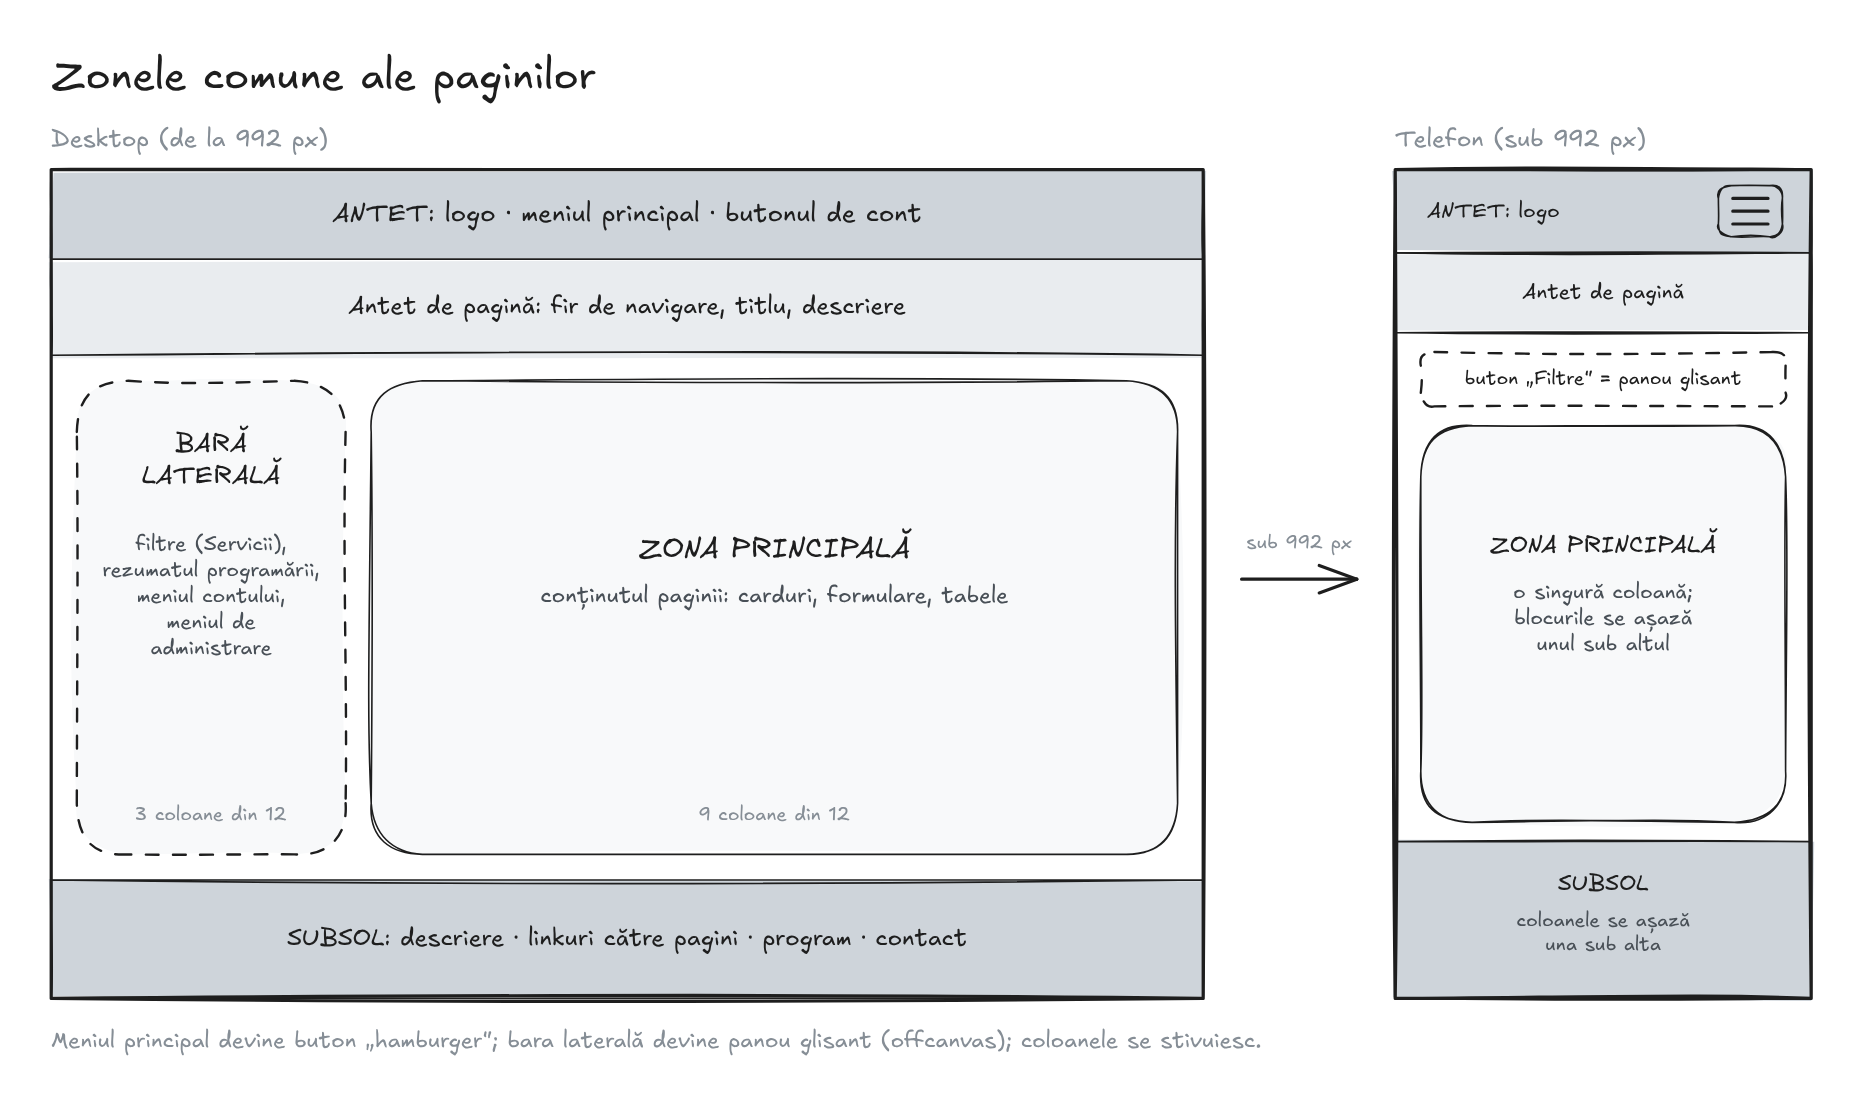 Zonele comune ale paginilor
Desktop (de la 992 px)
ANTET: logo · meniul principal · butonul de cont
Antet de pagină: fir de navigare, titlu, descriere
BARĂ
LATERALĂ
filtre (Servicii),
rezumatul programării,
meniul contului,
meniul de
administrare
3 coloane din 12
ZONA PRINCIPALĂ
conținutul paginii: carduri, formulare, tabele
9 coloane din 12
SUBSOL: descriere · linkuri către pagini · program · contact
sub 992 px
Telefon (sub 992 px)
ANTET: logo
Antet de pagină
buton „Filtre” = panou glisant
ZONA PRINCIPALĂ
o singură coloană;
blocurile se așază
unul sub altul
SUBSOL
coloanele se așază
una sub alta
Meniul principal devine buton „hamburger”; bara laterală devine panou glisant (offcanvas); coloanele se stivuiesc.